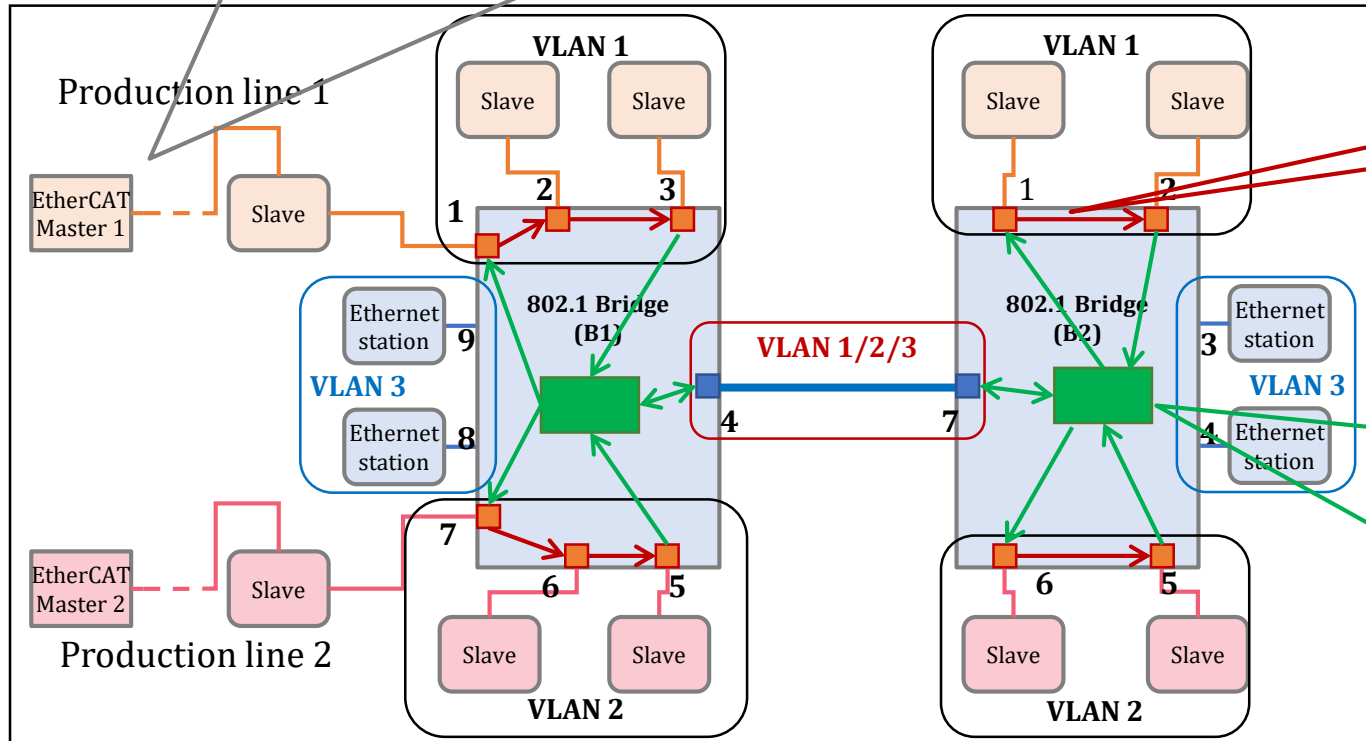 VLAN 1
VLAN 1
Production line 1
Slave
Slave
Slave
Slave
EtherCAT
Master 1
Slave
1
2
3
1
2
802.1 Bridge
(B1)
802.1 Bridge
(B2)
Ethernet
station
9
VLAN 3
Ethernet
station
8
VLAN 1/2/3
4
7
Ethernet
station
3
VLAN 3
Ethernet
station
4
EtherCAT
Master 2
Slave
7
6
5
6
5
Production line 2
Slave
Slave
Slave
Slave
VLAN 2
VLAN 2